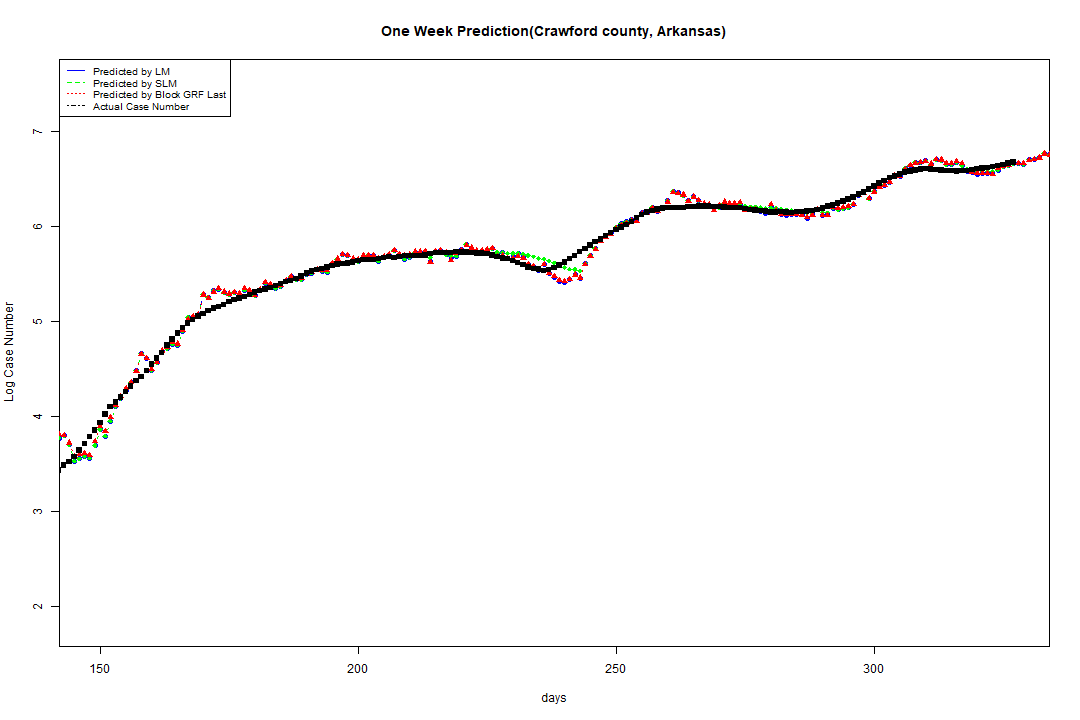 One Week Prediction(Crawford county, Arkansas)
Predicted by LM
Predicted by SLM
Predicted by Block GRF Last
Actual Case Number
7
6
5
4
3
2
Log Case Number
150 200 250 300
days